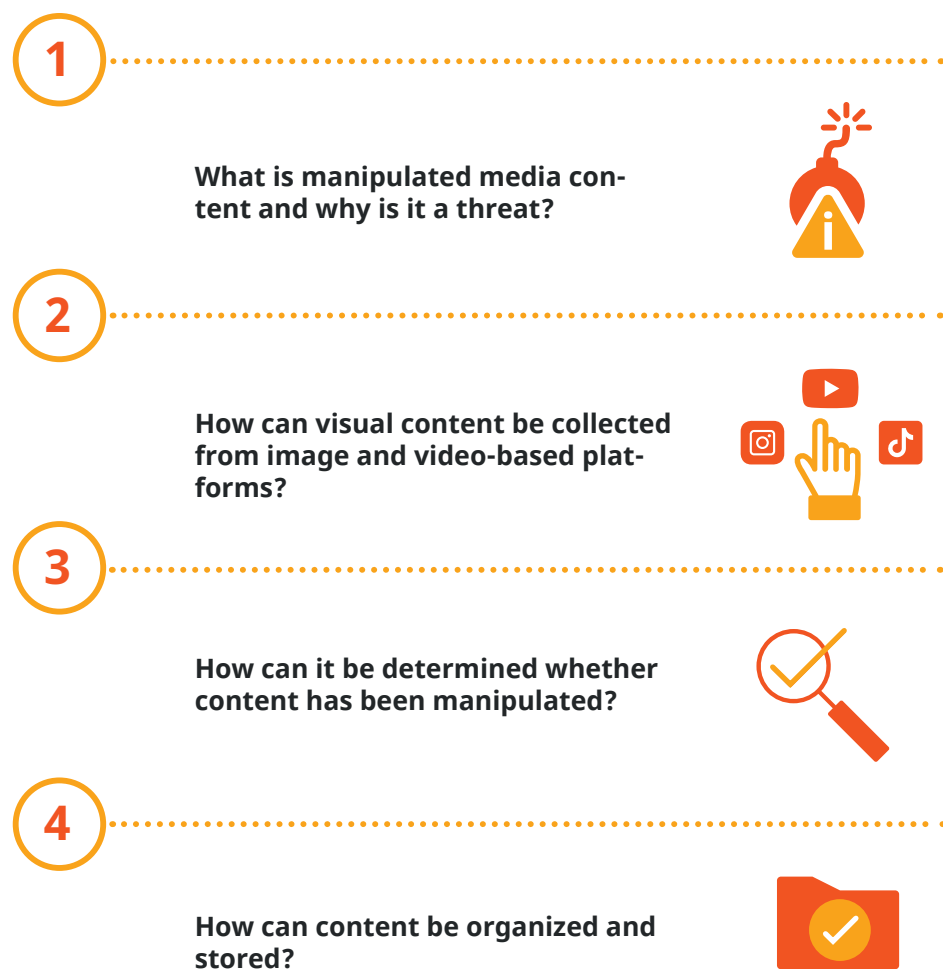 1
What is manipulated media con-
tent and why is it a threat?
i
2
How can visual content be collected
from image and video-based plat-
forms?
3
How can it be determined whether
content has been manipulated?
4
How can content be organized and
stored?